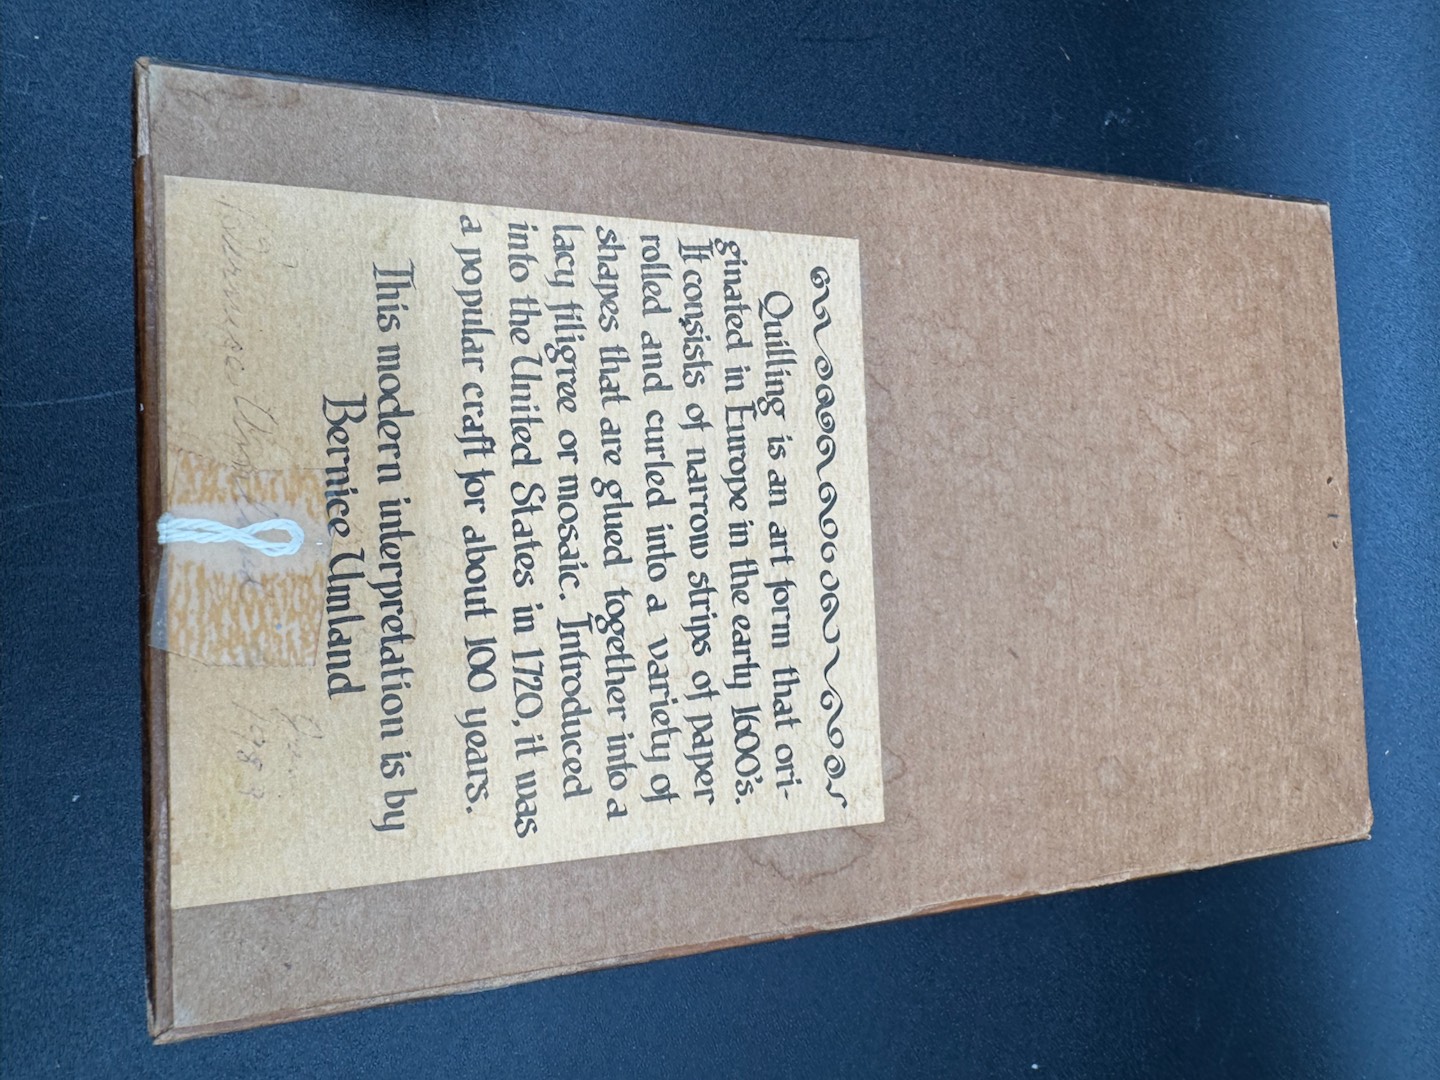 Quilling is an art form that ori-
ginated in Europe in the early 1600's.
It consists of narrow strips of paper
rolled and curled into a variety of
shapes that are glued together into a
lacy filigree or mosaic. Introduced
into the United States in 1720, it was
a popular craft for about 100 years.
This modern interpretation is by
Bernice Umland
Bernice
1983